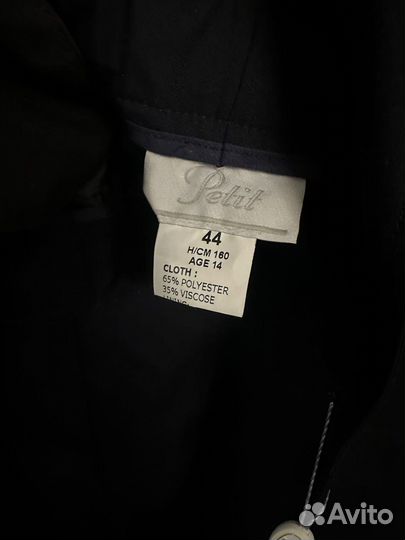 Petit
44
H/CM 160
AGE 14
CLOTH :
65% POLYESTER
35% VISCOSE
Avito